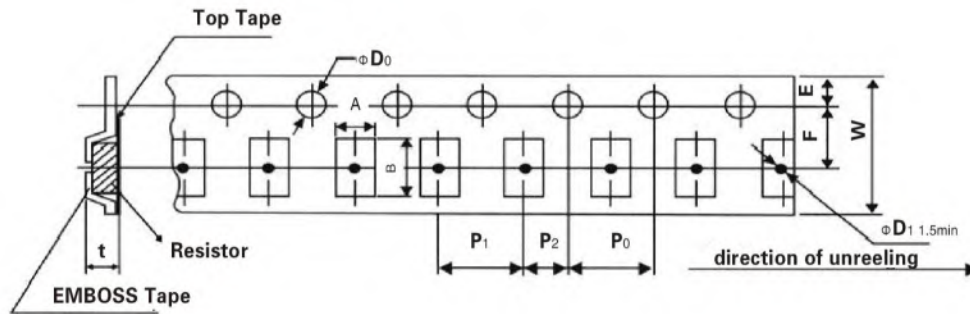 Top Tape
ΦD0
A
E
F
W
B
t
Resistor
P1
P2
P0
ΦD1 1.5min
direction of unreeling
EMBOSS Tape